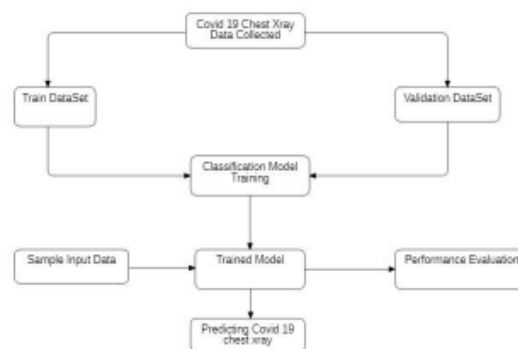 Covid 19 Chest Xray
Data Collected
Train DataSet
Validation DataSet
Classification Model
Training
Sample Input Data
Trained Model
Performance Evaluation
Predicting Covid 19
chest xray